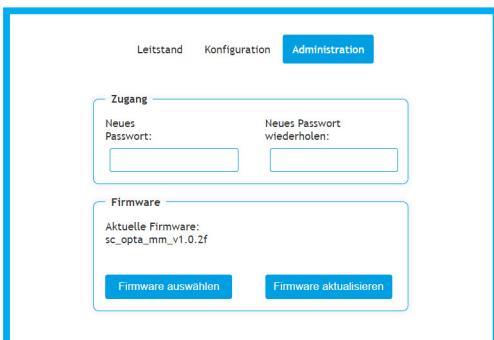 Leitstand Konfiguration Administration
Zugang
Neues Passwort:
Neues Passwort wiederholen:
Firmware
Aktuelle Firmware:
sc_opta_mm_v1.0.2f
Firmware auswählen Firmware aktualisieren